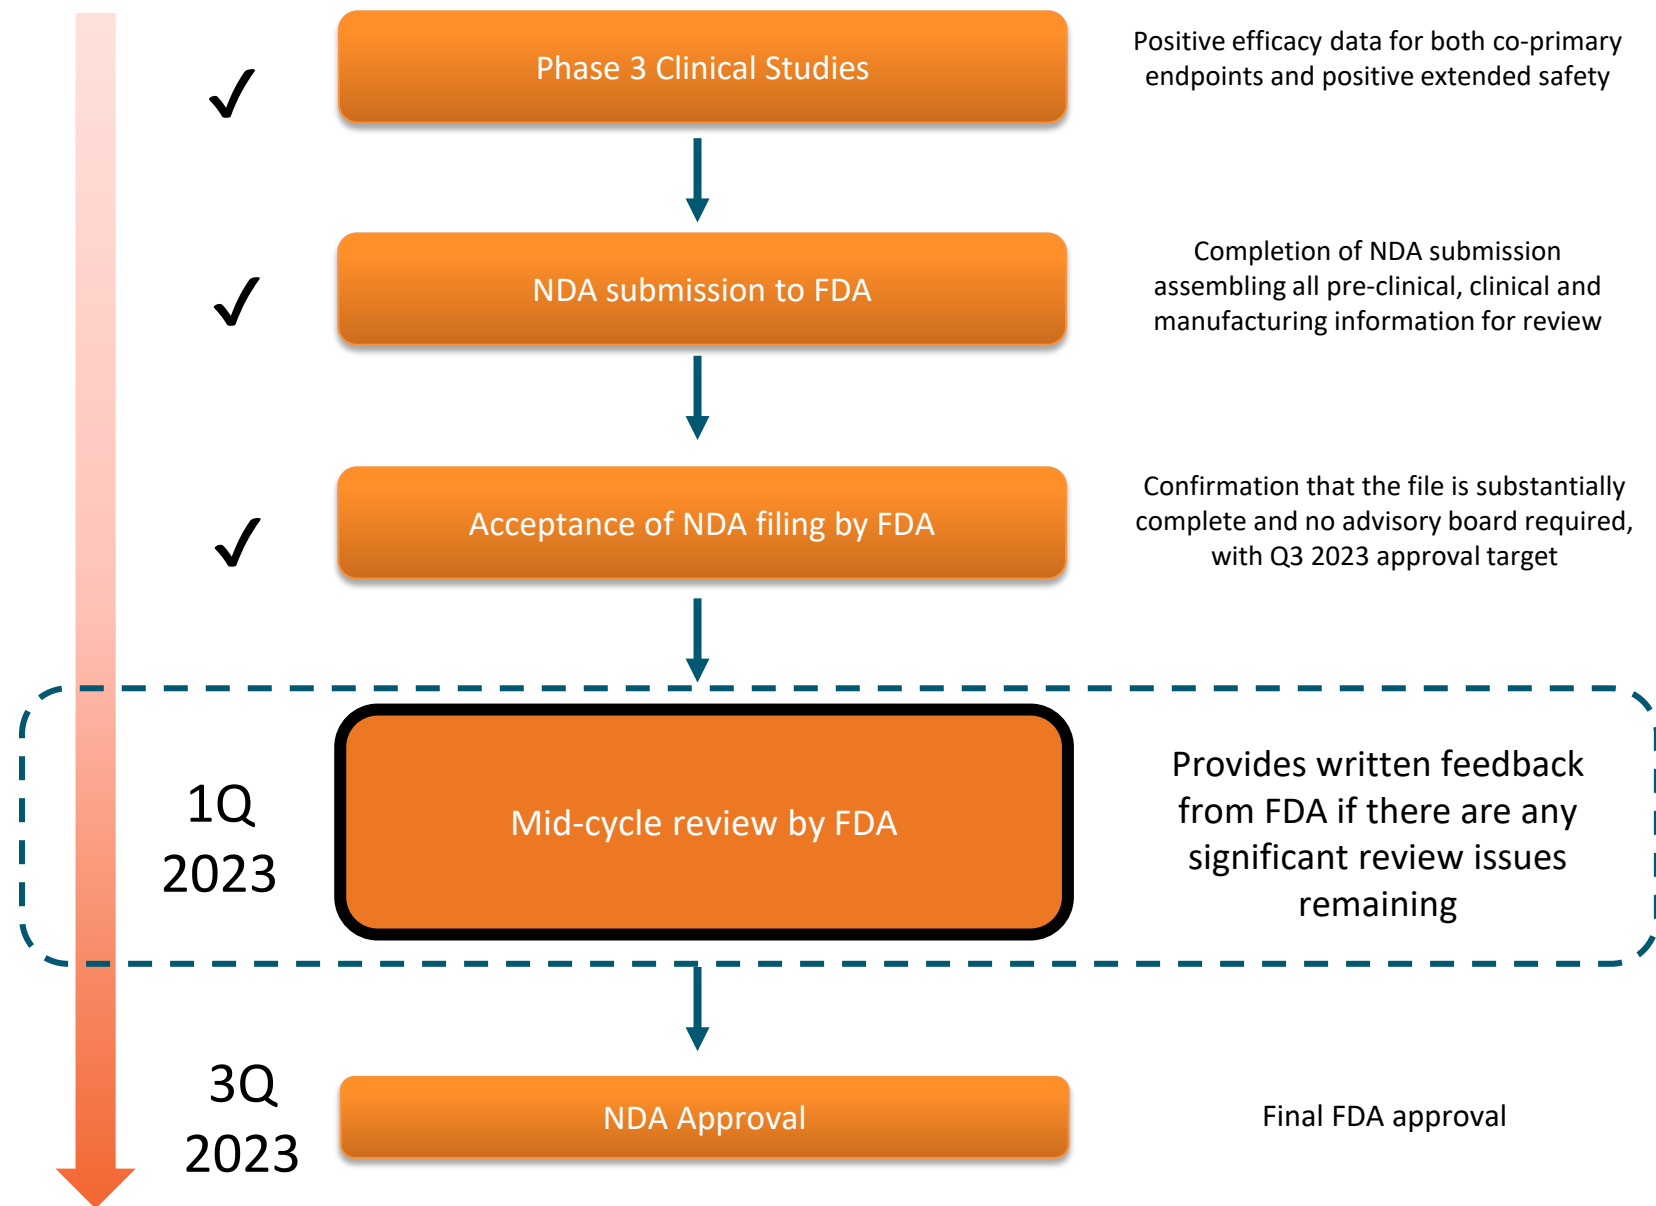 Phase 3 Clinical Studies
Positive efficacy data for both co-primary
endpoints and positive extended safety
NDA submission to FDA
Completion of NDA submission
assembling all pre-clinical, clinical and
manufacturing information for review
Acceptance of NDA filing by FDA
Confirmation that the file is substantially
complete and no advisory board required,
with Q3 2023 approval target
1Q
2023
Mid-cycle review by FDA
Provides written feedback
from FDA if there are any
significant review issues
remaining
3Q
2023
NDA Approval
Final FDA approval